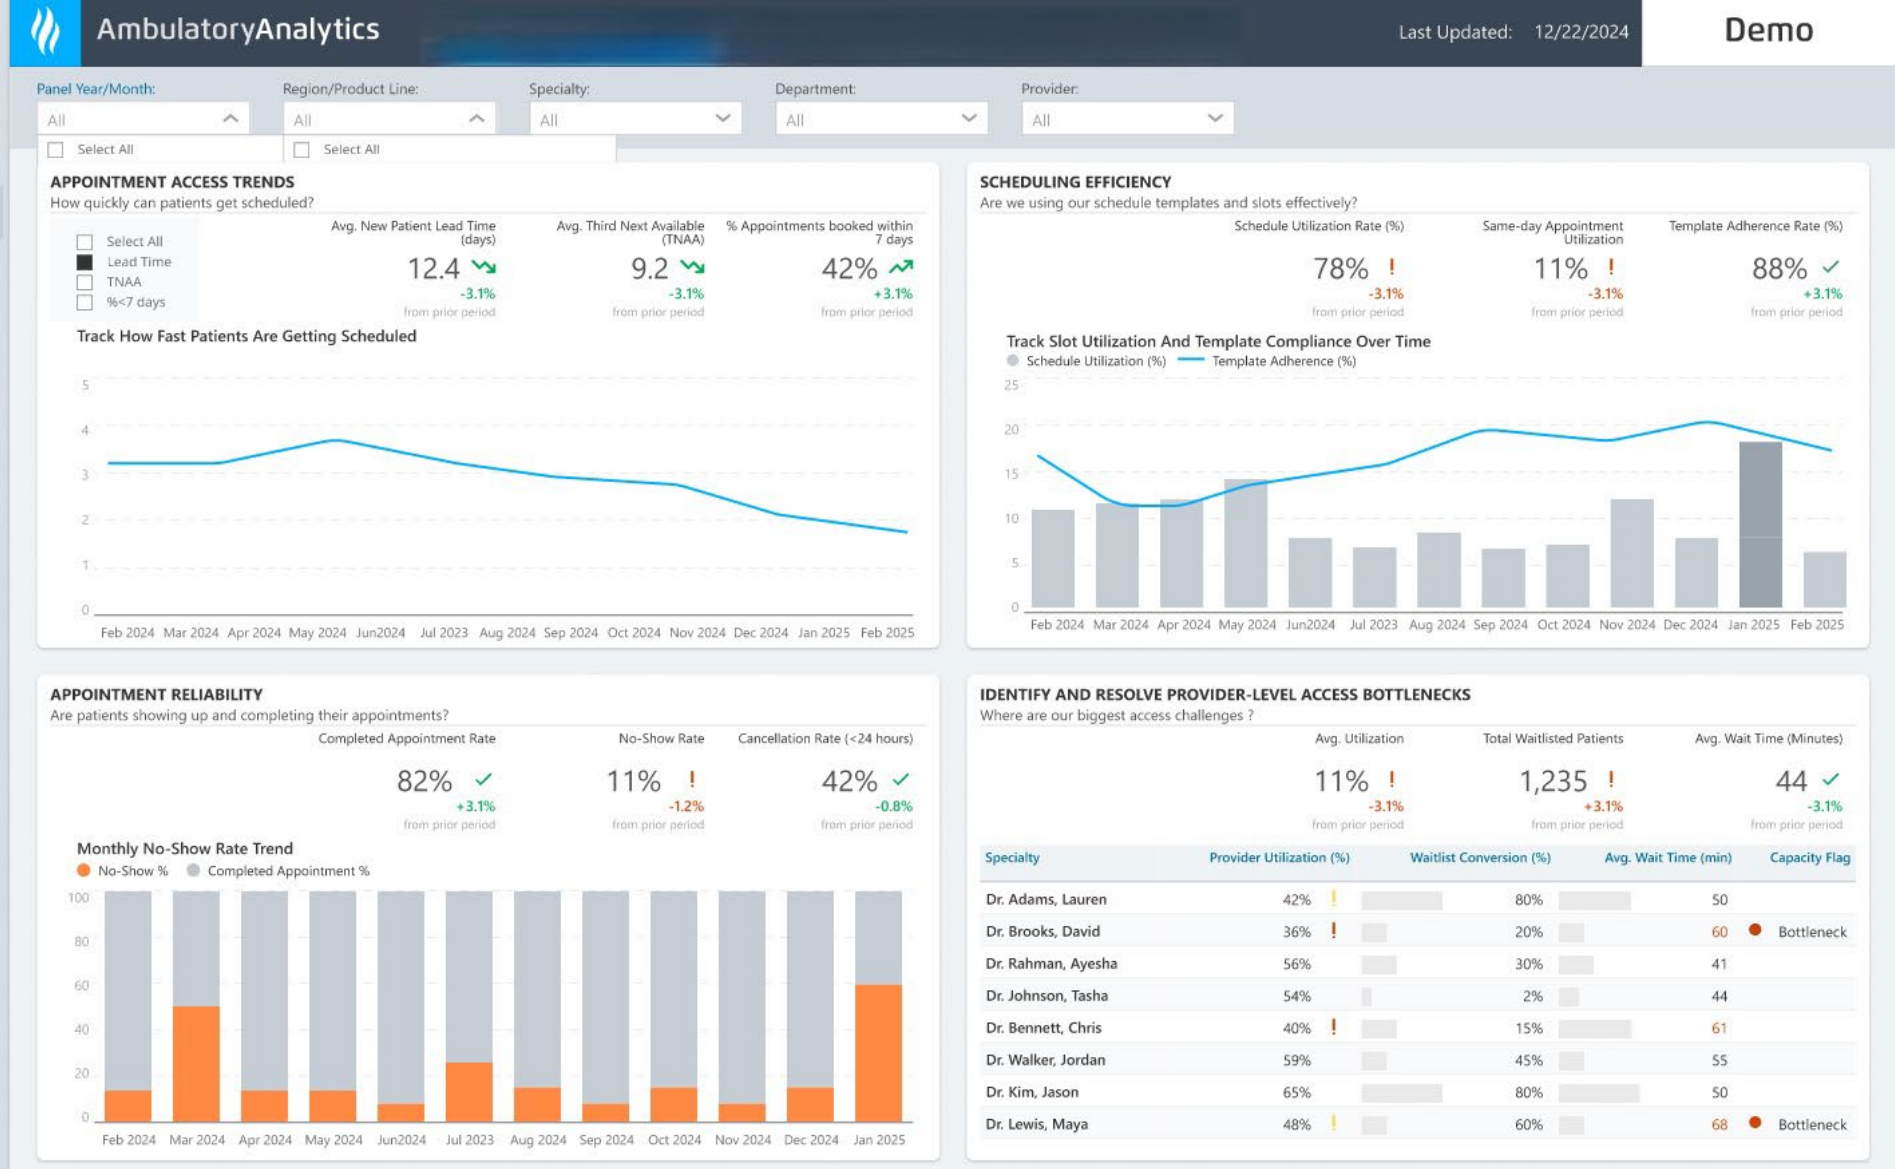 AmbulatoryAnalytics
Last Updated: 12/22/2024
Demo
Panel Year/Month:
Region/Product Line:
Specialty:
Department:
Provider:
All
All
All
All
All
Select All
Select All
APPOINTMENT ACCESS TRENDS
How quickly can patients get scheduled?
Select All
Lead Time
TNAA
%<7 days
Avg. New Patient Lead Time
(days)
12.4
-3.1%
from prior period
Avg. Third Next Available
(TNAA)
9.2
-3.1%
from prior period
% Appointments booked within
7 days
42%
+3.1%
from prior period
Track How Fast Patients Are Getting Scheduled
5
4
3
2
1
0
Feb 2024 Mar 2024 Apr 2024 May 2024 Jun2024 Jul 2023 Aug 2024 Sep 2024 Oct 2024 Nov 2024 Dec 2024 Jan 2025 Feb 2025
SCHEDULING EFFICIENCY
Are we using our schedule templates and slots effectively?
Schedule Utilization Rate (%)
78% !
-3.1%
from prior period
Same-day Appointment
Utilization
11% !
-3.1%
from prior period
Template Adherence Rate (%)
88% ✓
+3.1%
from prior period
Track Slot Utilization And Template Compliance Over Time
Schedule Utilization (%) Template Adherence (%)
25
20
15
10
5
0
Feb 2024 Mar 2024 Apr 2024 May 2024 Jun2024 Jul 2023 Aug 2024 Sep 2024 Oct 2024 Nov 2024 Dec 2024 Jan 2025 Feb 2025
APPOINTMENT RELIABILITY
Are patients showing up and completing their appointments?
Completed Appointment Rate
82% ✓
+3.1%
from prior period
No-Show Rate
11% !
-1.2%
from prior period
Cancellation Rate (<24 hours)
42% ✓
-0.8%
from prior period
Monthly No-Show Rate Trend
No-Show % Completed Appointment %
100
80
60
40
20
0
Feb 2024 Mar 2024 Apr 2024 May 2024 Jun2024 Jul 2023 Aug 2024 Sep 2024 Oct 2024 Nov 2024 Dec 2024 Jan 2025
IDENTIFY AND RESOLVE PROVIDER-LEVEL ACCESS BOTTLENECKS
Where are our biggest access challenges ?
Avg. Utilization
11% !
-3.1%
from prior period
Total Waitlisted Patients
1,235 !
+3.1%
from prior period
Avg. Wait Time (Minutes)
44 ✓
-3.1%
from prior period
Specialty Provider Utilization (%) Waitlist Conversion (%) Avg. Wait Time (min) Capacity Flag
Dr. Adams, Lauren 42% ! 80% 50
Dr. Brooks, David 36% ! 20% 60 Bottleneck
Dr. Rahman, Ayesha 56% 30% 41
Dr. Johnson, Tasha 54% 2% 44
Dr. Bennett, Chris 40% ! 15% 61
Dr. Walker, Jordan 59% 45% 55
Dr. Kim, Jason 65% 80% 50
Dr. Lewis, Maya 48% ! 60% 68 Bottleneck